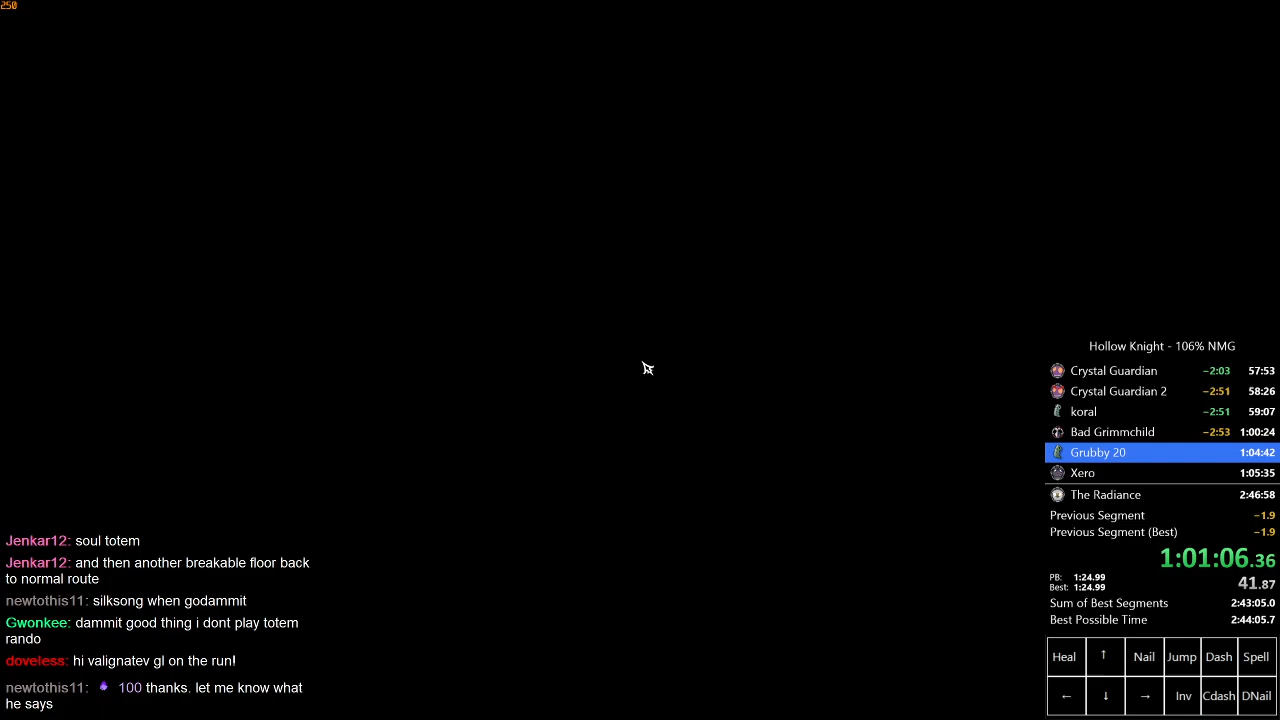 250
Hollow Knight - 106% NMG
Crystal Guardian −2:03 57:53
Crystal Guardian 2 −2:51 58:26
koral −2:51 59:07
Bad Grimmchild −2:53 1:00:24
Grubby 20 1:04:42
Xero 1:05:35
The Radiance 2:46:58
Previous Segment −1.9
Previous Segment (Best) −1.9
1:01:06.36
PB: 1:24.99
Best: 1:24.99 41.87
Sum of Best Segments 2:43:05.0
Best Possible Time 2:44:05.7
Heal ↑ Nail Jump Dash Spell
← ↓ → Inv Cdash DNail
Jenkar12: soul totem
Jenkar12: and then another breakable floor back
to normal route
newtothis11: silksong when godammit
Gwonkee: dammit good thing i dont play totem
rando
doveless: hi valignatev gl on the run!
newtothis11: 100 thanks. let me know what
he says